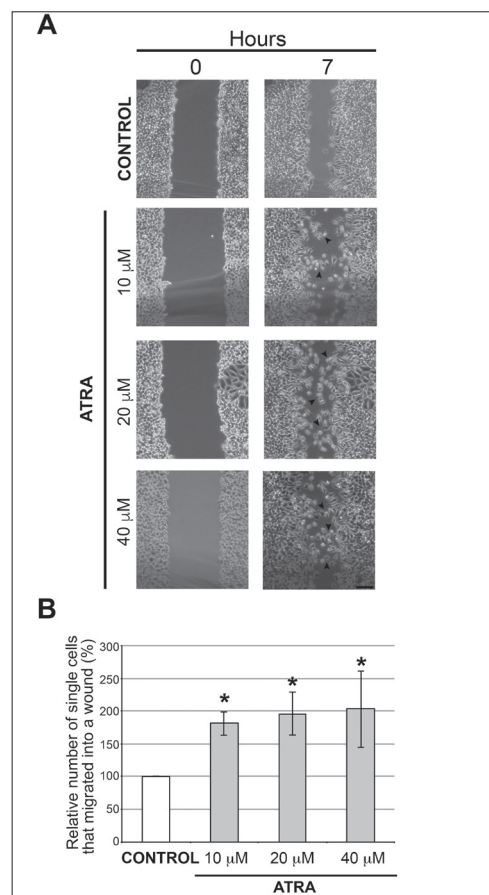 A
Hours
0
7
CONTROL
ATRA
10 µM
20 µM
40 µM
B
Relative number of single cells
that migrated into a wound (%)
300
250
200
150
100
50
0
*
*
*
CONTROL
10 µM
20 µM
40 µM
ATRA